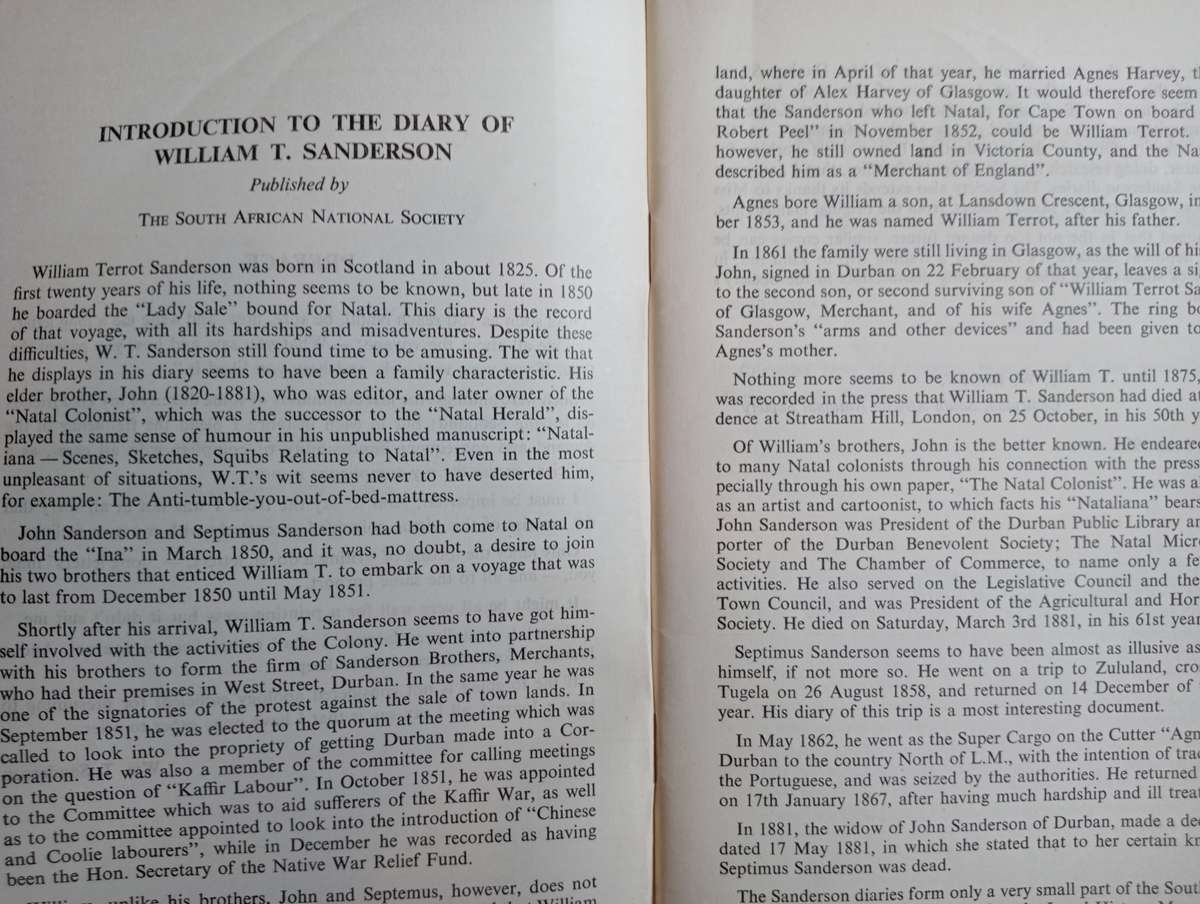 INTRODUCTION TO THE DIARY OF
WILLIAM T. SANDERSON
Published by
THE SOUTH AFRICAN NATIONAL SOCIETY
William Terrot Sanderson was born in Scotland in about 1825. Of the
first twenty years of his life, nothing seems to be known, but late in 1850
he boarded the “Lady Sale” bound for Natal. This diary is the record
of that voyage, with all its hardships and misadventures. Despite these
difficulties, W. T. Sanderson still found time to be amusing. The wit that
he displays in his diary seems to have been a family characteristic. His
elder brother, John (1820-1881), who was editor, and later owner of the
“Natal Colonist”, which was the successor to the “Natal Herald”, dis-
played the same sense of humour in his unpublished manuscript: “Natal-
iana — Scenes, Sketches, Squibs Relating to Natal”. Even in the most
unpleasant of situations, W.T.'s wit seems never to have deserted him,
for example: The Anti-tumble-you-out-of-bed-mattress.
John Sanderson and Septimus Sanderson had both come to Natal on
board the “Ina” in March 1850, and it was, no doubt, a desire to join
his two brothers that enticed William T. to embark on a voyage that was
to last from December 1850 until May 1851.
Shortly after his arrival, William T. Sanderson seems to have got him-
self involved with the activities of the Colony. He went into partnership
with his brothers to form the firm of Sanderson Brothers, Merchants,
who had their premises in West Street, Durban. In the same year he was
one of the signatories of the protest against the sale of town lands. In
September 1851, he was elected to the quorum at the meeting which was
called to look into the propriety of getting Durban made into a Cor-
poration. He was also a member of the committee for calling meetings
on the question of “Kaffir Labour”. In October 1851, he was appointed
to the Committee which was to aid sufferers of the Kaffir War, as well
as to the committee appointed to look into the introduction of “Chinese
and Coolie labourers”, while in December he was recorded as having
been the Hon. Secretary of the Native War Relief Fund.
unlike his brothers, John and Septemus, however, does not
that William
land, where in April of that year, he married Agnes Harvey, th
daughter of Alex Harvey of Glasgow. It would therefore seem
that the Sanderson who left Natal, for Cape Town on board
Robert Peel” in November 1852, could be William Terrot.
however, he still owned land in Victoria County, and the Na
described him as a “Merchant of England”.
Agnes bore William a son, at Lansdown Crescent, Glasgow, in
ber 1853, and he was named William Terrot, after his father.
In 1861 the family were still living in Glasgow, as the will of hi
John, signed in Durban on 22 February of that year, leaves a si
to the second son, or second surviving son of “William Terrot Sa
of Glasgow, Merchant, and of his wife Agnes”. The ring bo
Sanderson's “arms and other devices” and had been given to
Agnes's mother.
Nothing more seems to be known of William T. until 1875,
was recorded in the press that William T. Sanderson had died at
dence at Streatham Hill, London, on 25 October, in his 50th y
Of William's brothers, John is the better known. He endeared
to many Natal colonists through his connection with the press
pecially through his own paper, “The Natal Colonist”. He was a
as an artist and cartoonist, to which facts his “Nataliana” bears
John Sanderson was President of the Durban Public Library an
porter of the Durban Benevolent Society; The Natal Micro
Society and The Chamber of Commerce, to name only a fe
activities. He also served on the Legislative Council and the
Town Council, and was President of the Agricultural and Hor
Society. He died on Saturday, March 3rd 1881, in his 61st year
Septimus Sanderson seems to have been almost as illusive as
himself, if not more so. He went on a trip to Zululand, cro
Tugela on 26 August 1858, and returned on 14 December of
year. His diary of this trip is a most interesting document.
In May 1862, he went as the Super Cargo on the Cutter “Agn
Durban to the country North of L.M., with the intention of trad
the Portuguese, and was seized by the authorities. He returned
on 17th January 1867, after having much hardship and ill treat
In 1881, the widow of John Sanderson of Durban, made a dec
dated 17 May 1881, in which she stated that to her certain kn
Septimus Sanderson was dead.
The Sanderson diaries form only a very small part of the South